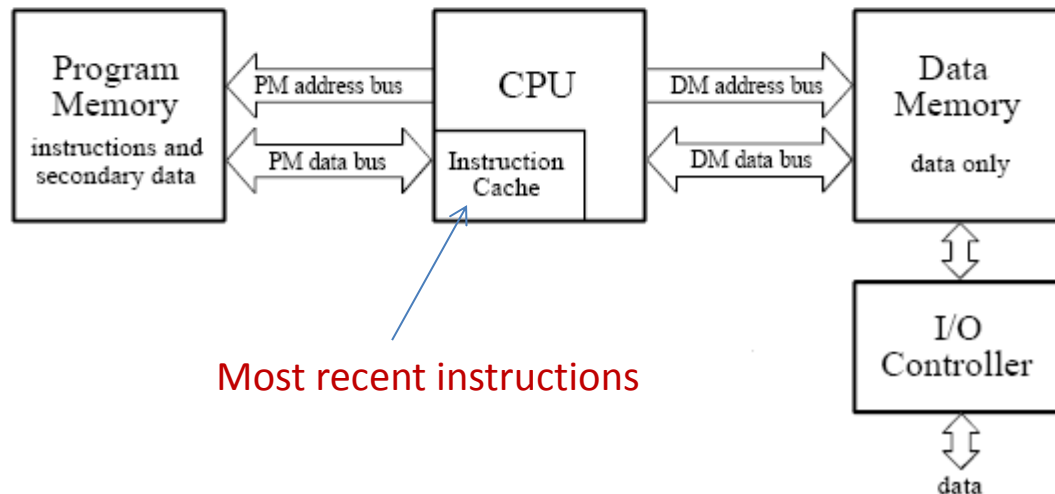 Program
Memory
instructions and
secondary data
PM address bus
PM data bus
CPU
Instruction
Cache
DM address bus
DM data bus
Data
Memory
data only
Most recent instructions
I/O
Controller
data